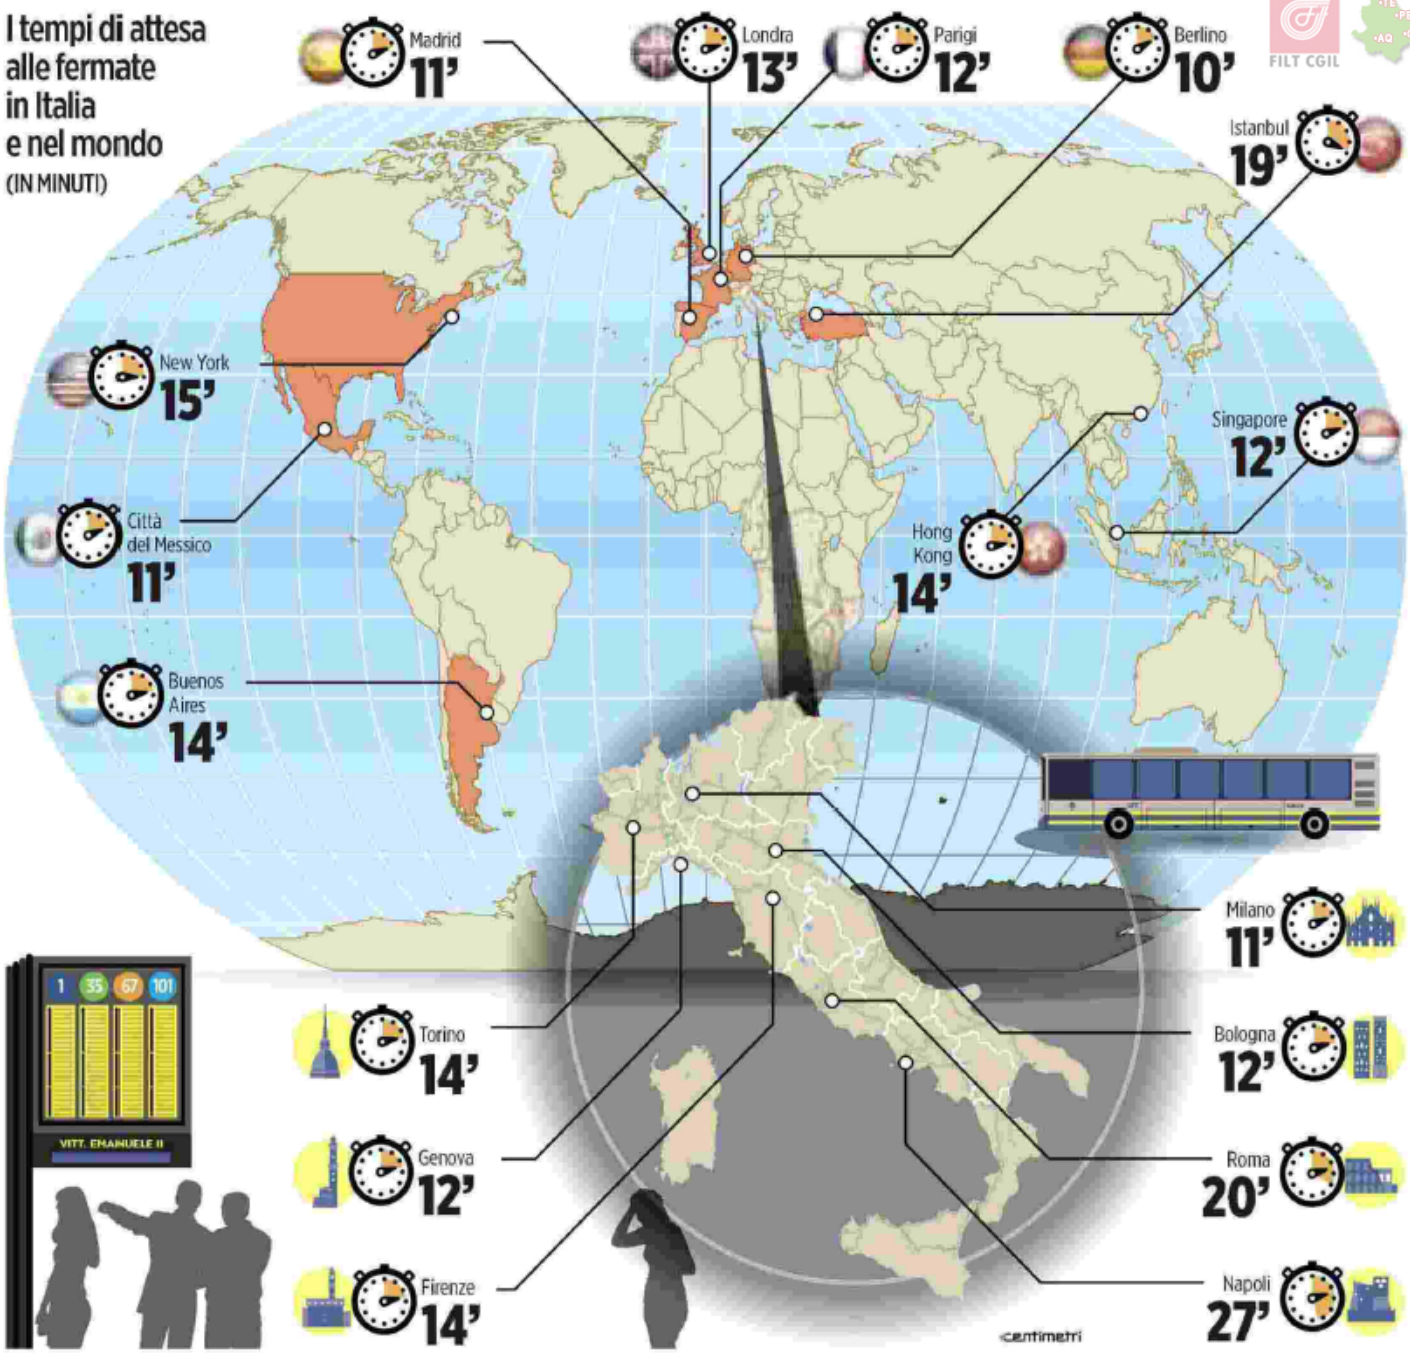 I tempi di attesa
alle fermate
in Italia
e nel mondo
(IN MINUTI)
Madrid
11’
Londra
13’
Parigi
12’
Berlino
10’
FILT CGIL
Istanbul
19’
New York
15’
Singapore
12’
Città
del Messico
11’
Hong
Kong
14’
Buenos
Aires
14’
Milano
11’
1 35 67 101
VITT. EMANUELE II
Torino
14’
Bologna
12’
Genova
12’
Roma
20’
Firenze
14’
Napoli
27’
centimetri